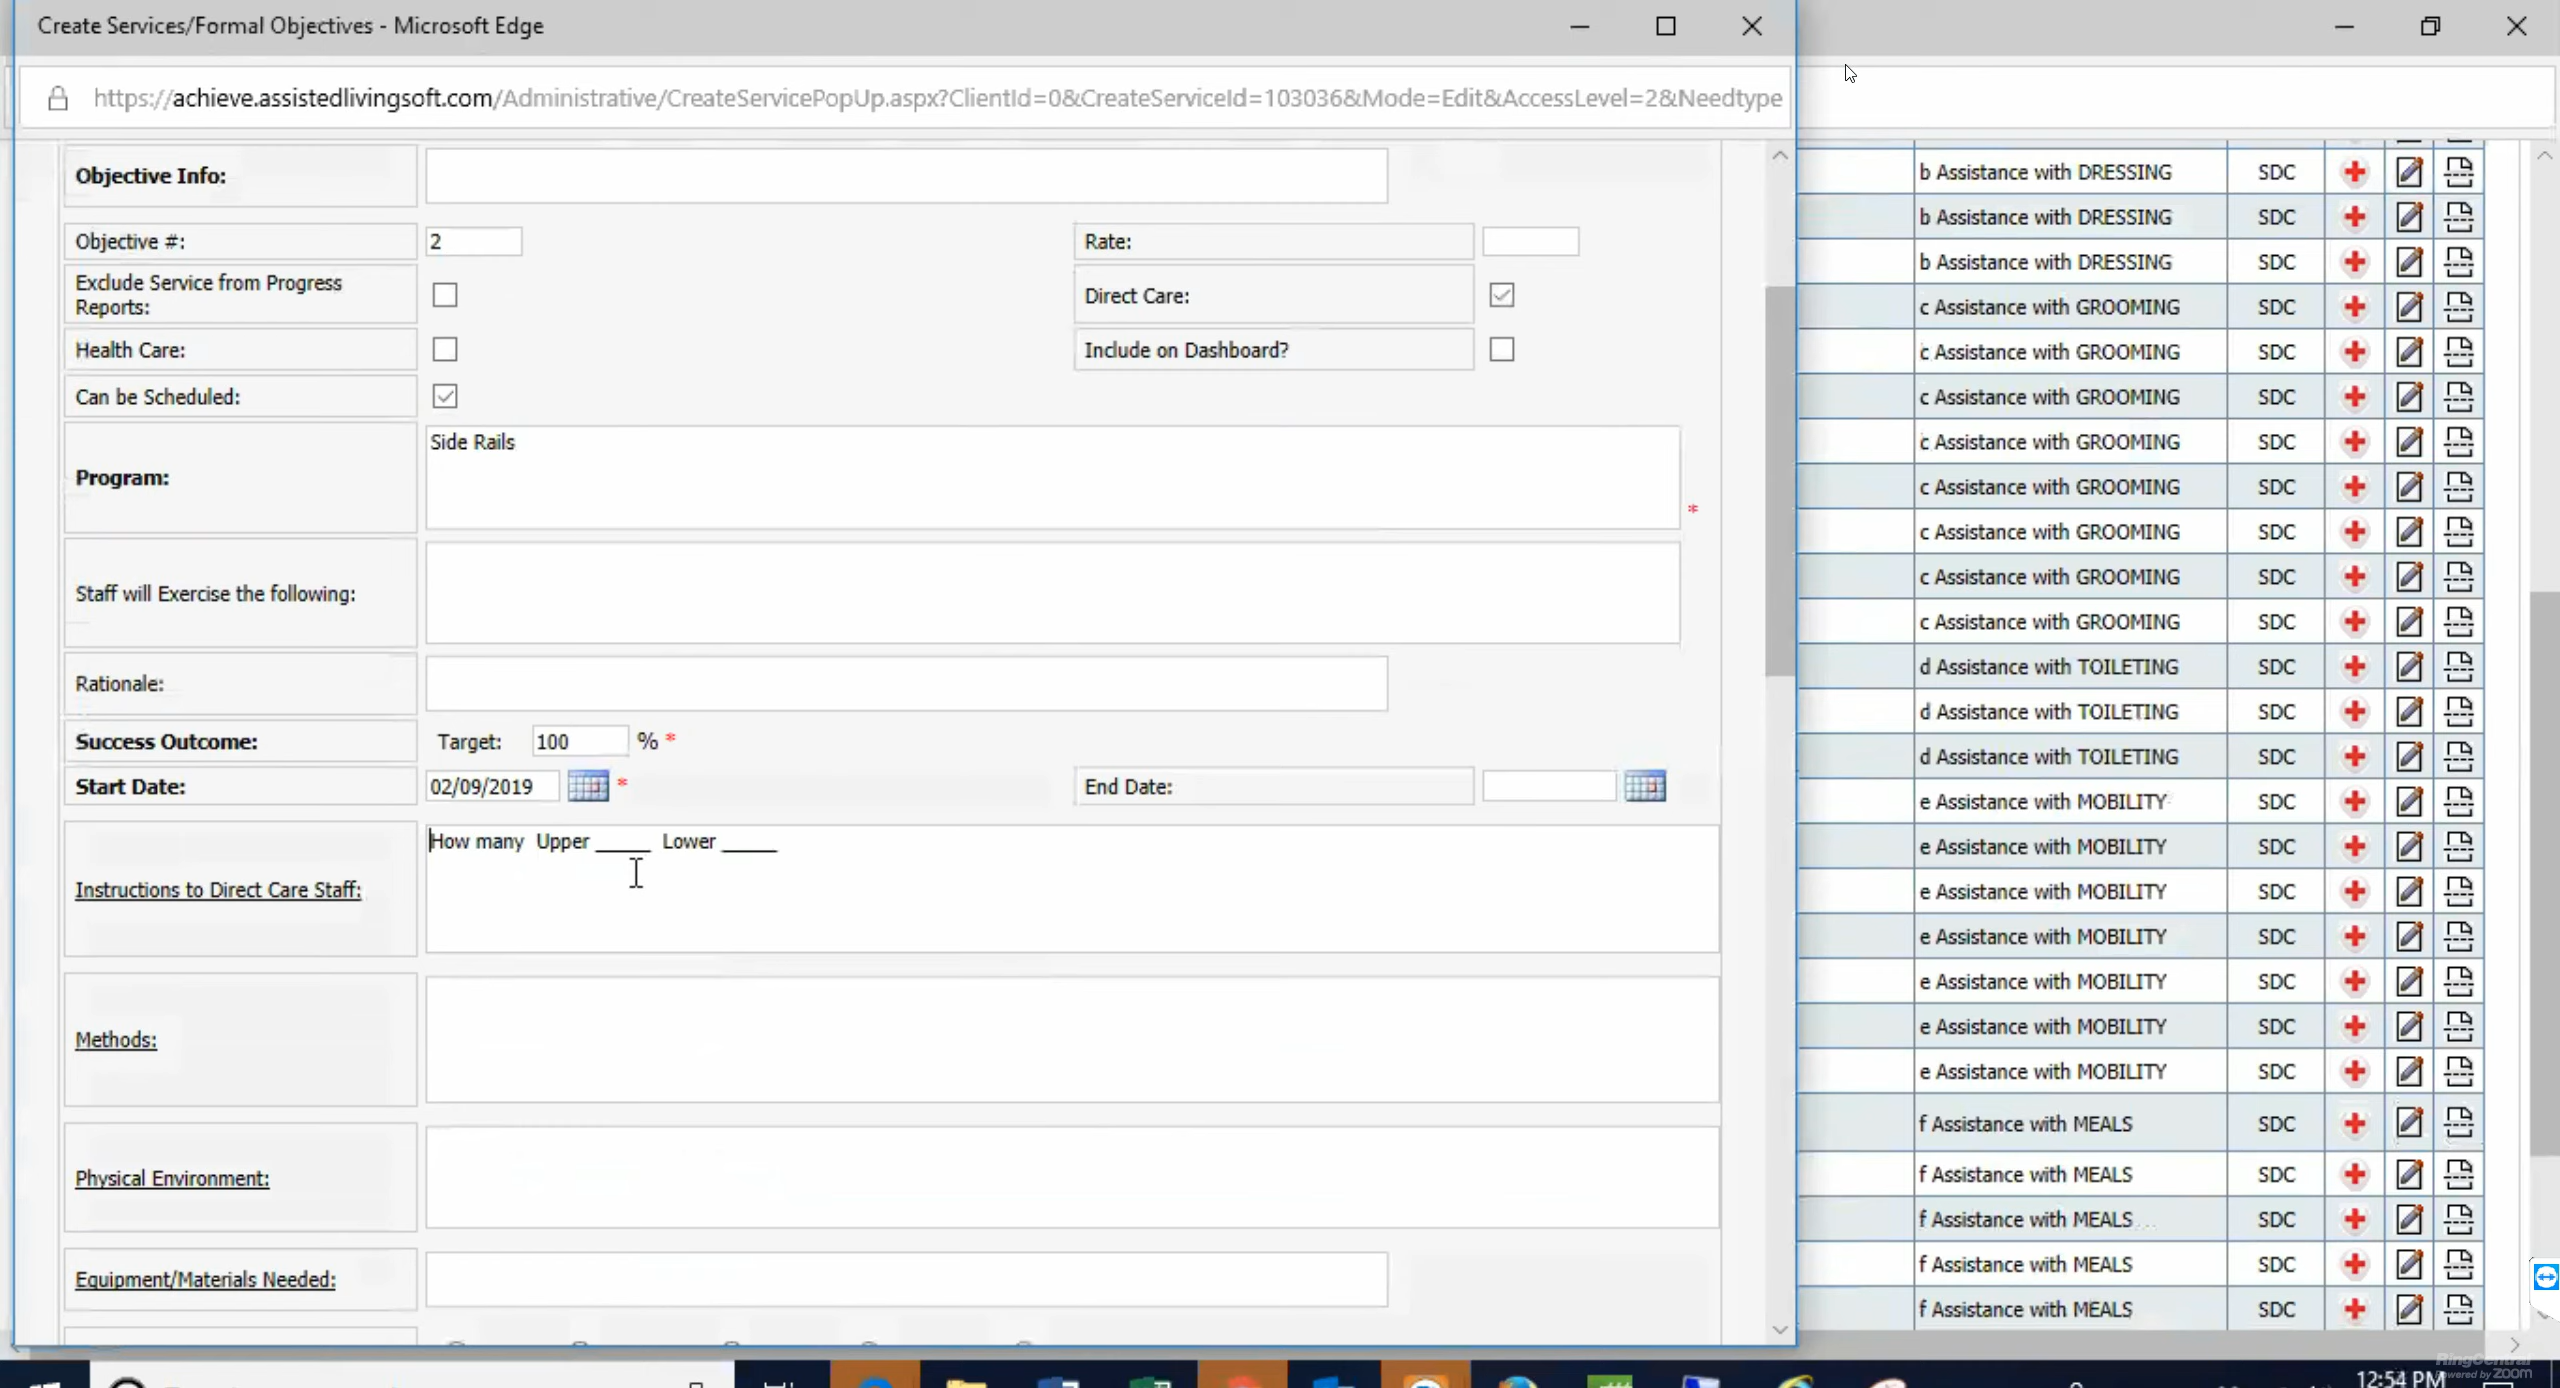 Create Services/Formal Objectives - Microsoft Edge
https://achieve.assistedlivingsoft.com/Administrative/CreateServicePopUp.aspx?ClientId=0&CreateServiceId=103036&Mode=Edit&AccessLevel=2&Needtype
Objective Info:
Objective #: 2 Rate:
Exclude Service from Progress
Reports:
Direct Care:
Health Care: Include on Dashboard?
Can be Scheduled:
Program: Side Rails
*
Staff will Exercise the following:
Rationale:
Success Outcome: Target: 100 % *
Start Date: 02/09/2019 * End Date:
Instructions to Direct Care Staff: How many Upper _____ Lower _____
Methods:
Physical Environment:
Equipment/Materials Needed:
b Assistance with DRESSING SDC
b Assistance with DRESSING SDC
b Assistance with DRESSING SDC
c Assistance with GROOMING SDC
c Assistance with GROOMING SDC
c Assistance with GROOMING SDC
c Assistance with GROOMING SDC
c Assistance with GROOMING SDC
c Assistance with GROOMING SDC
c Assistance with GROOMING SDC
c Assistance with GROOMING SDC
d Assistance with TOILETING SDC
d Assistance with TOILETING SDC
d Assistance with TOILETING SDC
e Assistance with MOBILITY SDC
e Assistance with MOBILITY SDC
e Assistance with MOBILITY SDC
e Assistance with MOBILITY SDC
e Assistance with MOBILITY SDC
e Assistance with MOBILITY SDC
e Assistance with MOBILITY SDC
f Assistance with MEALS SDC
f Assistance with MEALS SDC
f Assistance with MEALS SDC
f Assistance with MEALS SDC
f Assistance with MEALS SDC
RingCentral
Powered by ZOOM
12:54 PM